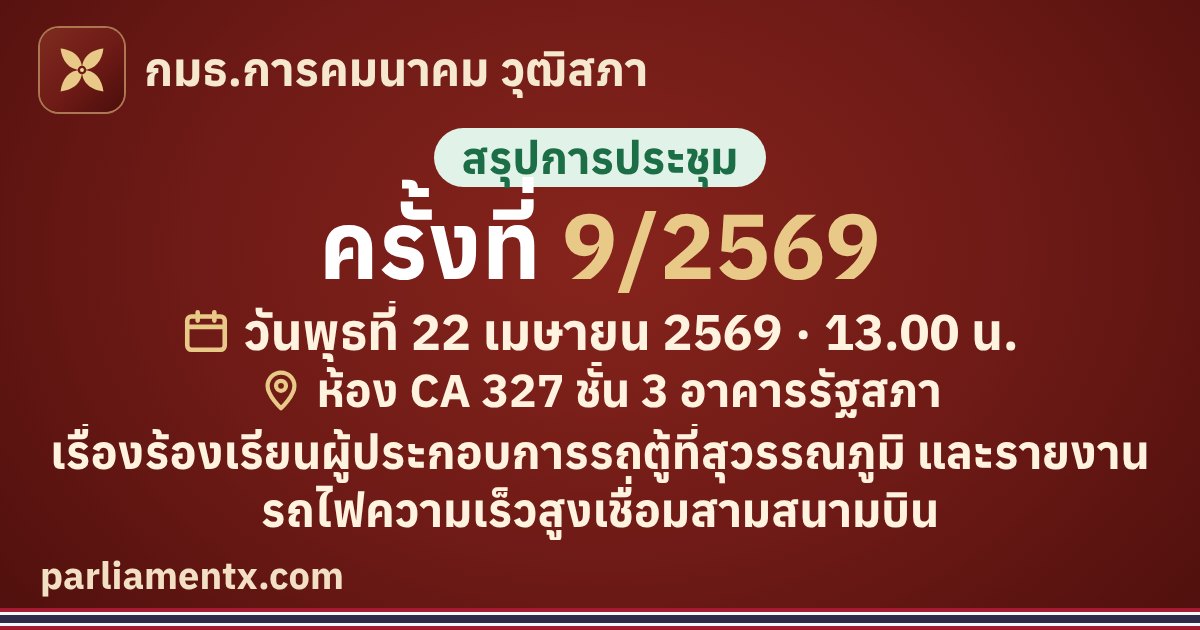 กมธ.การคมนาคม วุฒิสภา
สรุปการประชุม
ครั้งที่ 9/2569
วันพุธที่ 22 เมษายน 2569 · 13.00 น.
ห้อง CA 327 ชั้น 3 อาคารรัฐสภา
เรื่องร้องเรียนผู้ประกอบการรถตู้ที่สุวรรณภูมิ และรายงาน
รถไฟความเร็วสูงเชื่อมสามสนามบิน
parliamentx.com